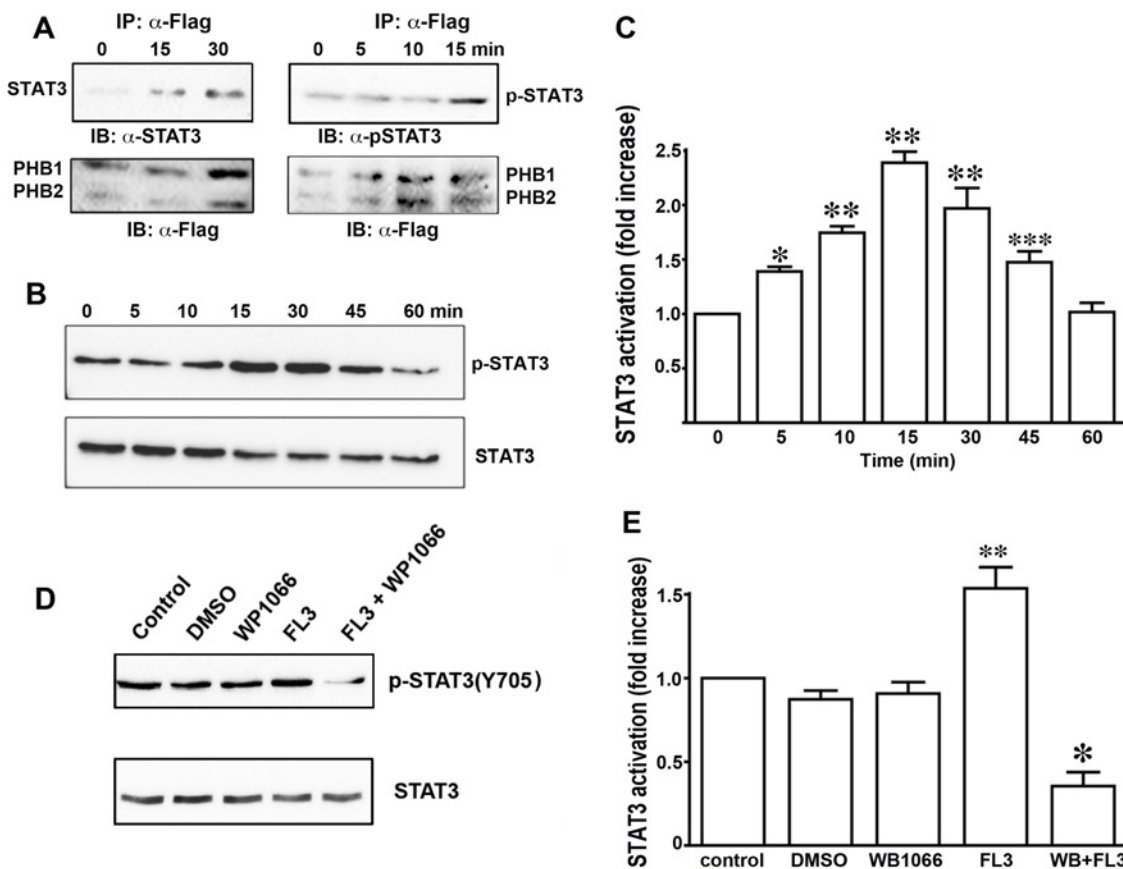 A
IP: α-Flag
0 15 30
STAT3
IB: α-STAT3
PHB1
PHB2
IB: α-Flag
IP: α-Flag
0 5 10 15 min
p-STAT3
IB: α-pSTAT3
PHB1
PHB2
IB: α-Flag
B
0 5 10 15 30 45 60 min
p-STAT3
STAT3
C
STAT3 activation (fold increase)
2.5
2.0
1.5
1.0
0.5
*
**
**
**
***
0 5 10 15 30 45 60
Time (min)
D
Control
DMSO
WP1066
FL3
FL3 + WP1066
p-STAT3(Y705)
STAT3
E
STAT3 activation (fold increase)
1.5
1.0
0.5
0
**
*
control DMSO WB1066 FL3 WB+FL3